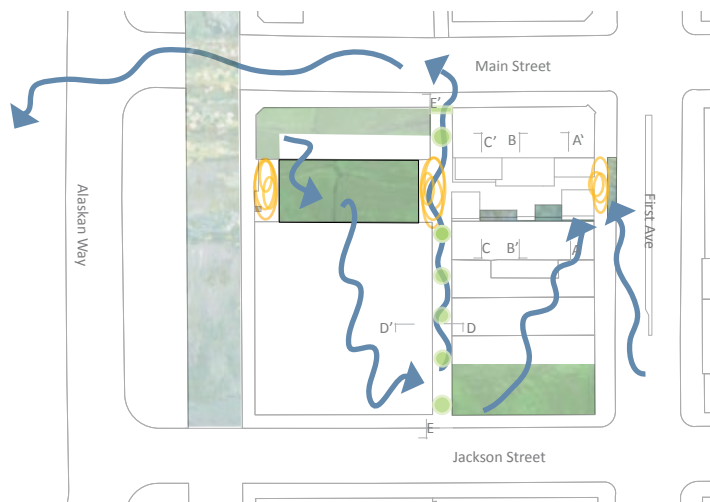 Main Street
E'
C'
B
A'
Alaskan Way
First Ave
C
B'
A
D'
D
E
Jackson Street